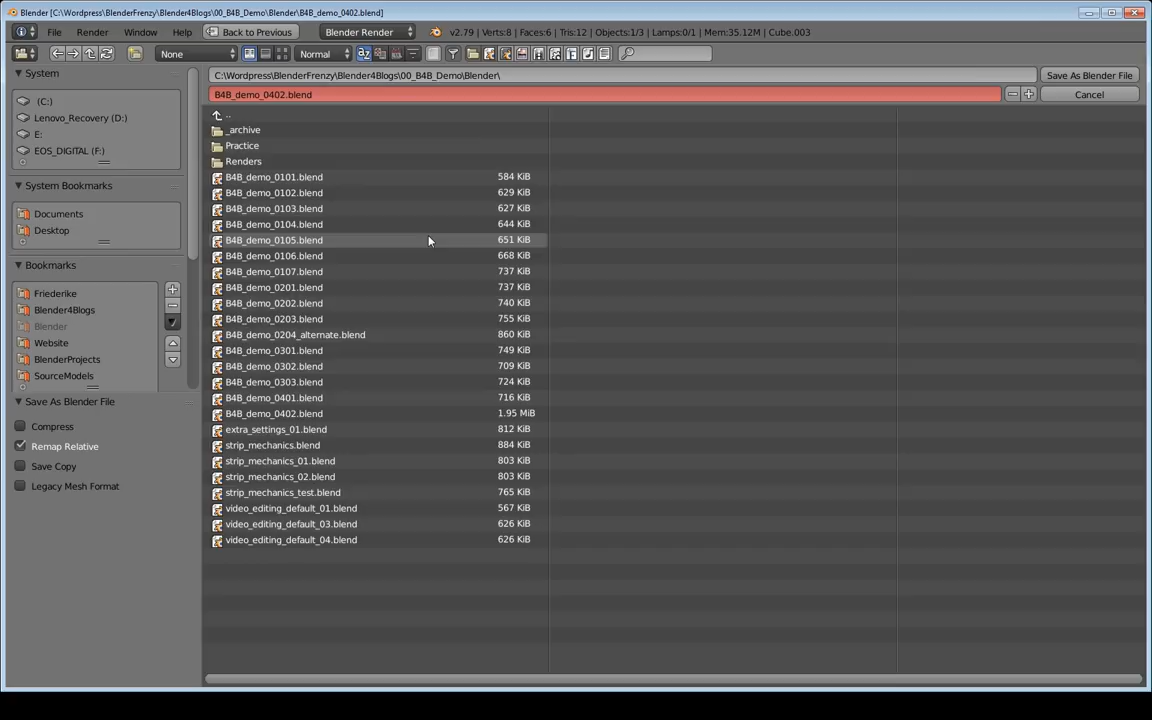 Blender [C:\Wordpress\BlenderFrenzy\Blender4Blogs\00_B4B_Demo\Blender\B4B_demo_0402.blend]
File Render Window Help Back to Previous Blender Render v2.79 | Verts:8 | Faces:6 | Tris:12 | Objects:1/3 | Lamps:0/1 | Mem:35.12M | Cube.003
None Normal
System
(C:)
Lenovo_Recovery (D:)
E:
EOS_DIGITAL (F:)
System Bookmarks
Documents
Desktop
Bookmarks
Friederike
Blender4Blogs
Blender
Website
BlenderProjects
SourceModels
Save As Blender File
Compress
Remap Relative
Save Copy
Legacy Mesh Format
C:\Wordpress\BlenderFrenzy\Blender4Blogs\00_B4B_Demo\Blender\ Save As Blender File
B4B_demo_0402.blend Cancel
..
_archive
Practice
Renders
B4B_demo_0101.blend 584 KiB
B4B_demo_0102.blend 629 KiB
B4B_demo_0103.blend 627 KiB
B4B_demo_0104.blend 644 KiB
B4B_demo_0105.blend 651 KiB
B4B_demo_0106.blend 668 KiB
B4B_demo_0107.blend 737 KiB
B4B_demo_0201.blend 737 KiB
B4B_demo_0202.blend 740 KiB
B4B_demo_0203.blend 755 KiB
B4B_demo_0204_alternate.blend 860 KiB
B4B_demo_0301.blend 749 KiB
B4B_demo_0302.blend 709 KiB
B4B_demo_0303.blend 724 KiB
B4B_demo_0401.blend 716 KiB
B4B_demo_0402.blend 1.95 MiB
extra_settings_01.blend 812 KiB
strip_mechanics.blend 884 KiB
strip_mechanics_01.blend 803 KiB
strip_mechanics_02.blend 803 KiB
strip_mechanics_test.blend 765 KiB
video_editing_default_01.blend 567 KiB
video_editing_default_03.blend 626 KiB
video_editing_default_04.blend 626 KiB